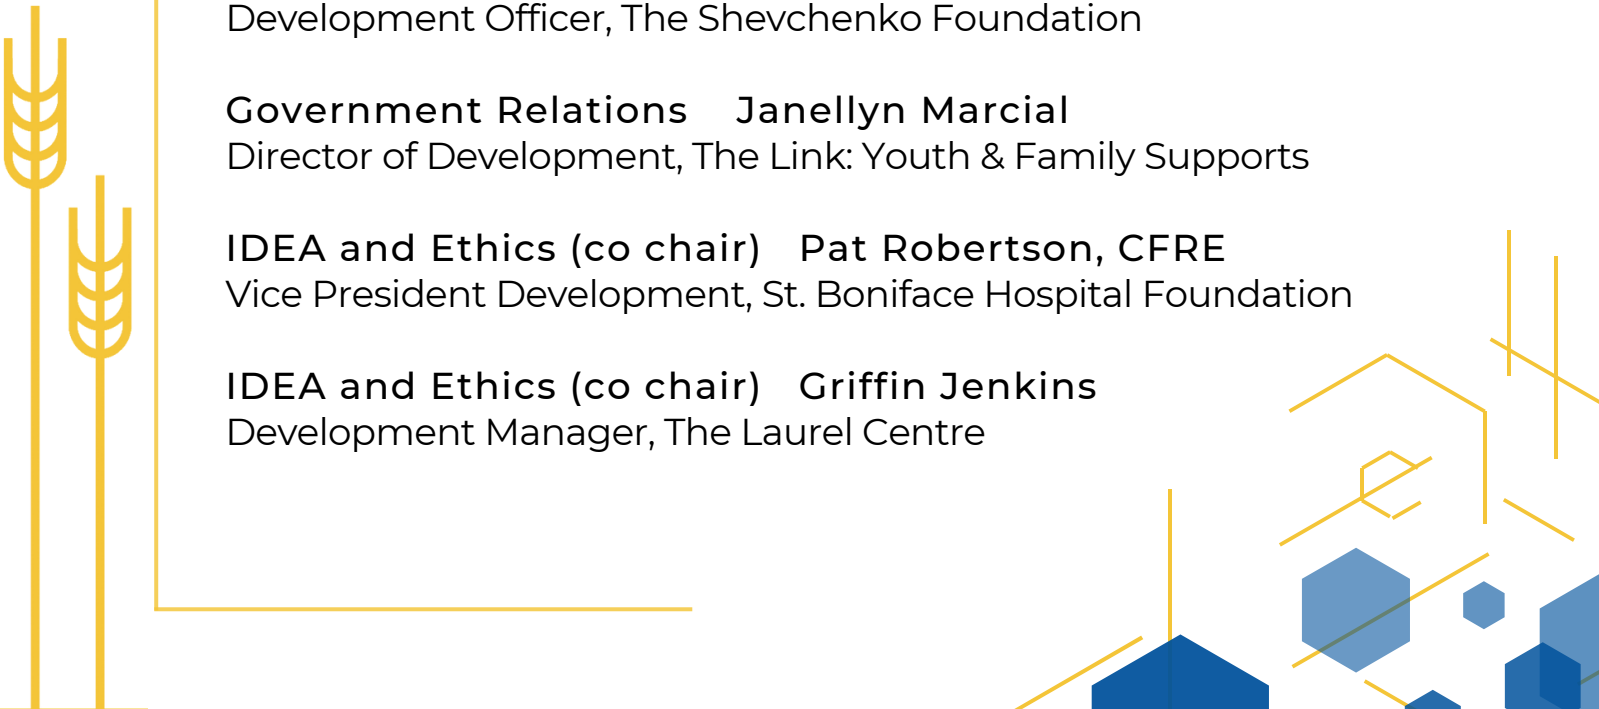 Development Officer, The Shevchenko Foundation
Government Relations Janellyn Marcial
Director of Development, The Link: Youth & Family Supports
IDEA and Ethics (co chair) Pat Robertson, CFRE
Vice President Development, St. Boniface Hospital Foundation
IDEA and Ethics (co chair) Griffin Jenkins
Development Manager, The Laurel Centre